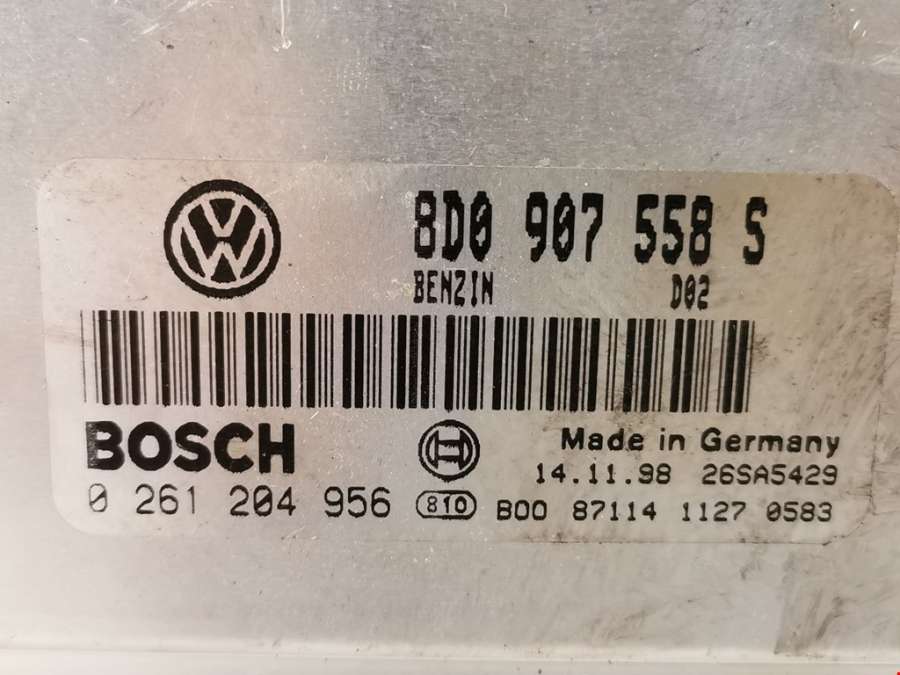 VW
8D0 907 558 S
BENZIN D02
BOSCH
Made in Germany
14.11.98 26SA5429
0 261 204 956 810 B00 87114 1127 0583